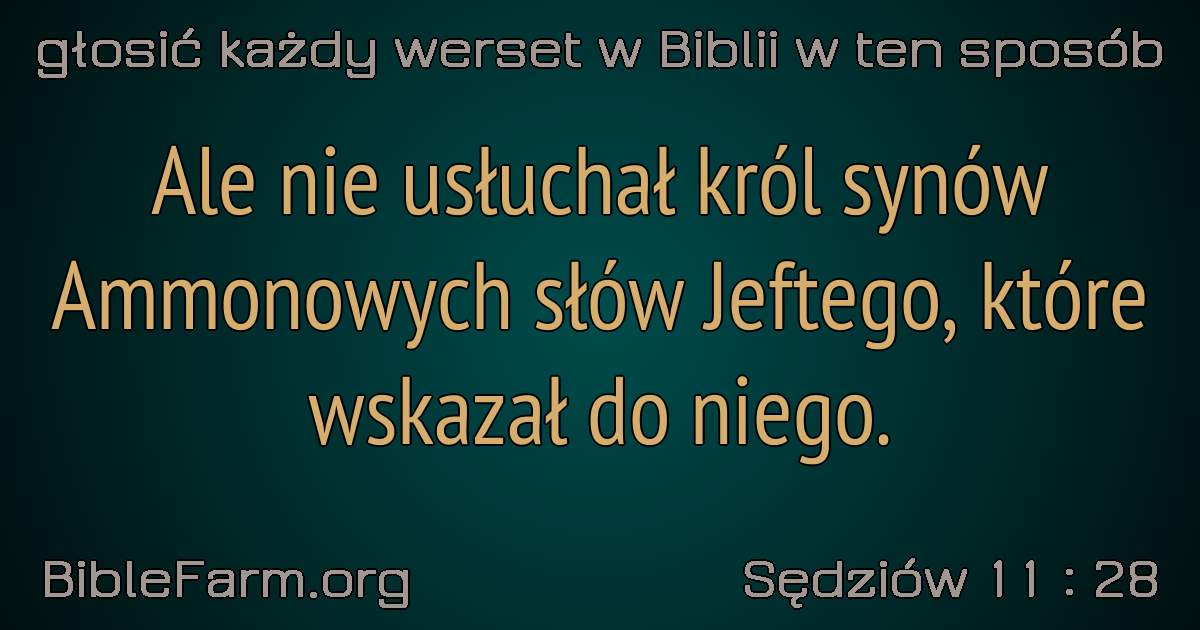 głosić każdy werset w Biblii w ten sposób
Ale nie usłuchał król synów
Ammonowych słów Jeftego, które
wskazał do niego.
BibleFarm.org
Sędziów 11 : 28